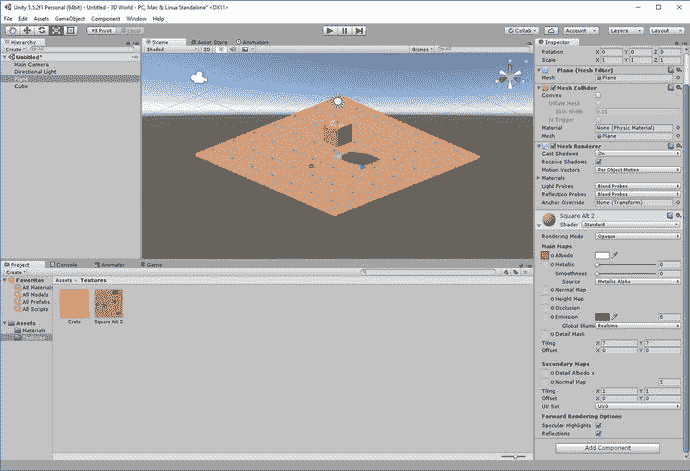 Unity 5.5.2f1 Personal (64bit) - Untitled - 3D World - PC, Mac & Linux Standalone* <DX11>
File Edit Assets GameObject Component Window Help
Pivot Local
Collab Account Layers Layout
Hierarchy
Create
Untitled*
Main Camera
Directional Light
Plane
Cube
Scene Asset Store Animation
Shaded 2D Gizmos
Inspector
Rotation X 0 Y 0 Z 0
Scale X 1 Y 1 Z 1
Plane (Mesh Filter)
Mesh Plane
Mesh Collider
Convex
Inflate Mesh
Skin Width 0.01
Is Trigger
Material None (Physic Material)
Mesh Plane
Mesh Renderer
Cast Shadows On
Receive Shadows
Motion Vectors Per Object Motion
Materials
Light Probes Blend Probes
Reflection Probes Blend Probes
Anchor Override None (Transform)
Square Alt 2
Shader Standard
Rendering Mode Opaque
Main Maps
Albedo
Metallic 0
Smoothness 0
Source Metallic Alpha
Normal Map
Height Map
Occlusion
Emission 0
Global Illumi Realtime
Detail Mask
Tiling X 7 Y 7
Offset X 0 Y 0
Secondary Maps
Detail Albedo x
Normal Map 1
Tiling X 1 Y 1
Offset X 0 Y 0
UV Set UV0
Forward Rendering Options
Specular Highlights
Reflections
Add Component
Project Console Animator Game
Create
Favorites
All Materials
All Models
All Prefabs
All Scripts
Assets
Materials
Textures
Assets Textures
Crate Square Alt 2